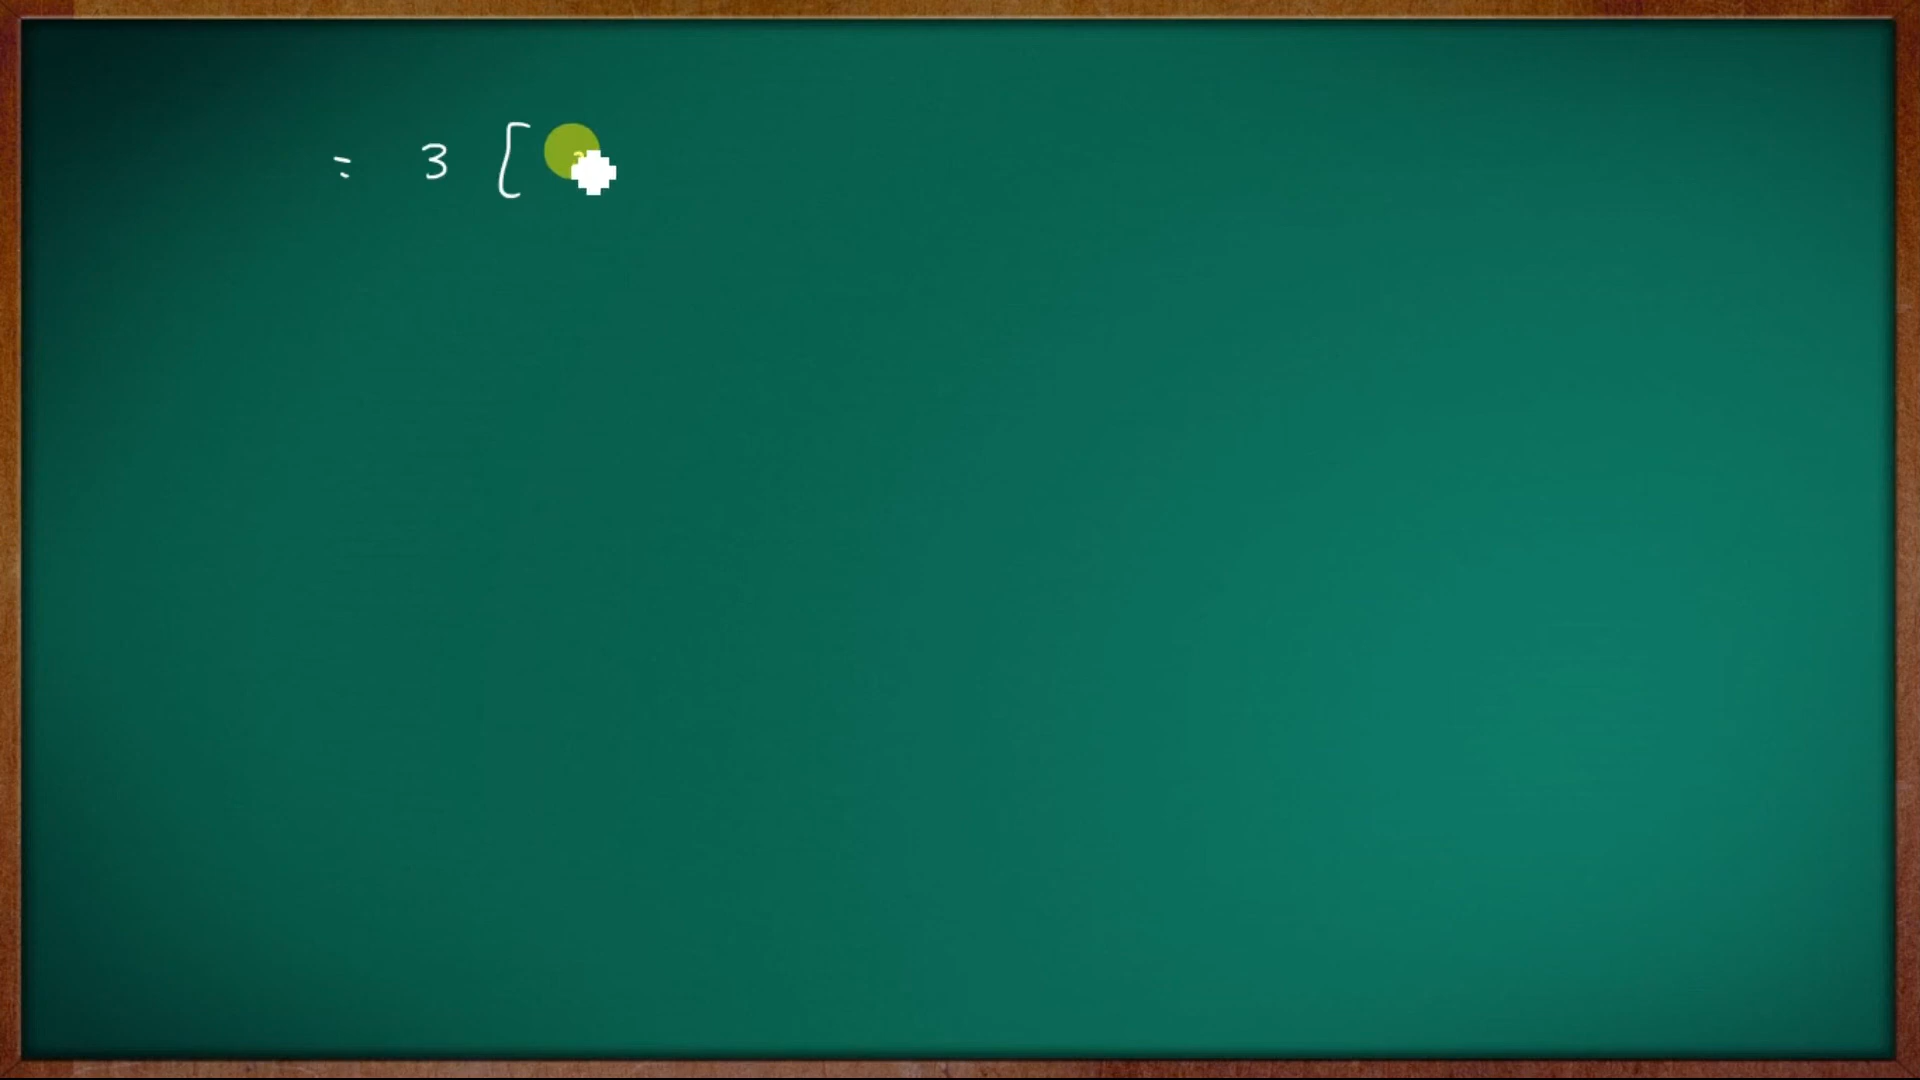 = 3 [